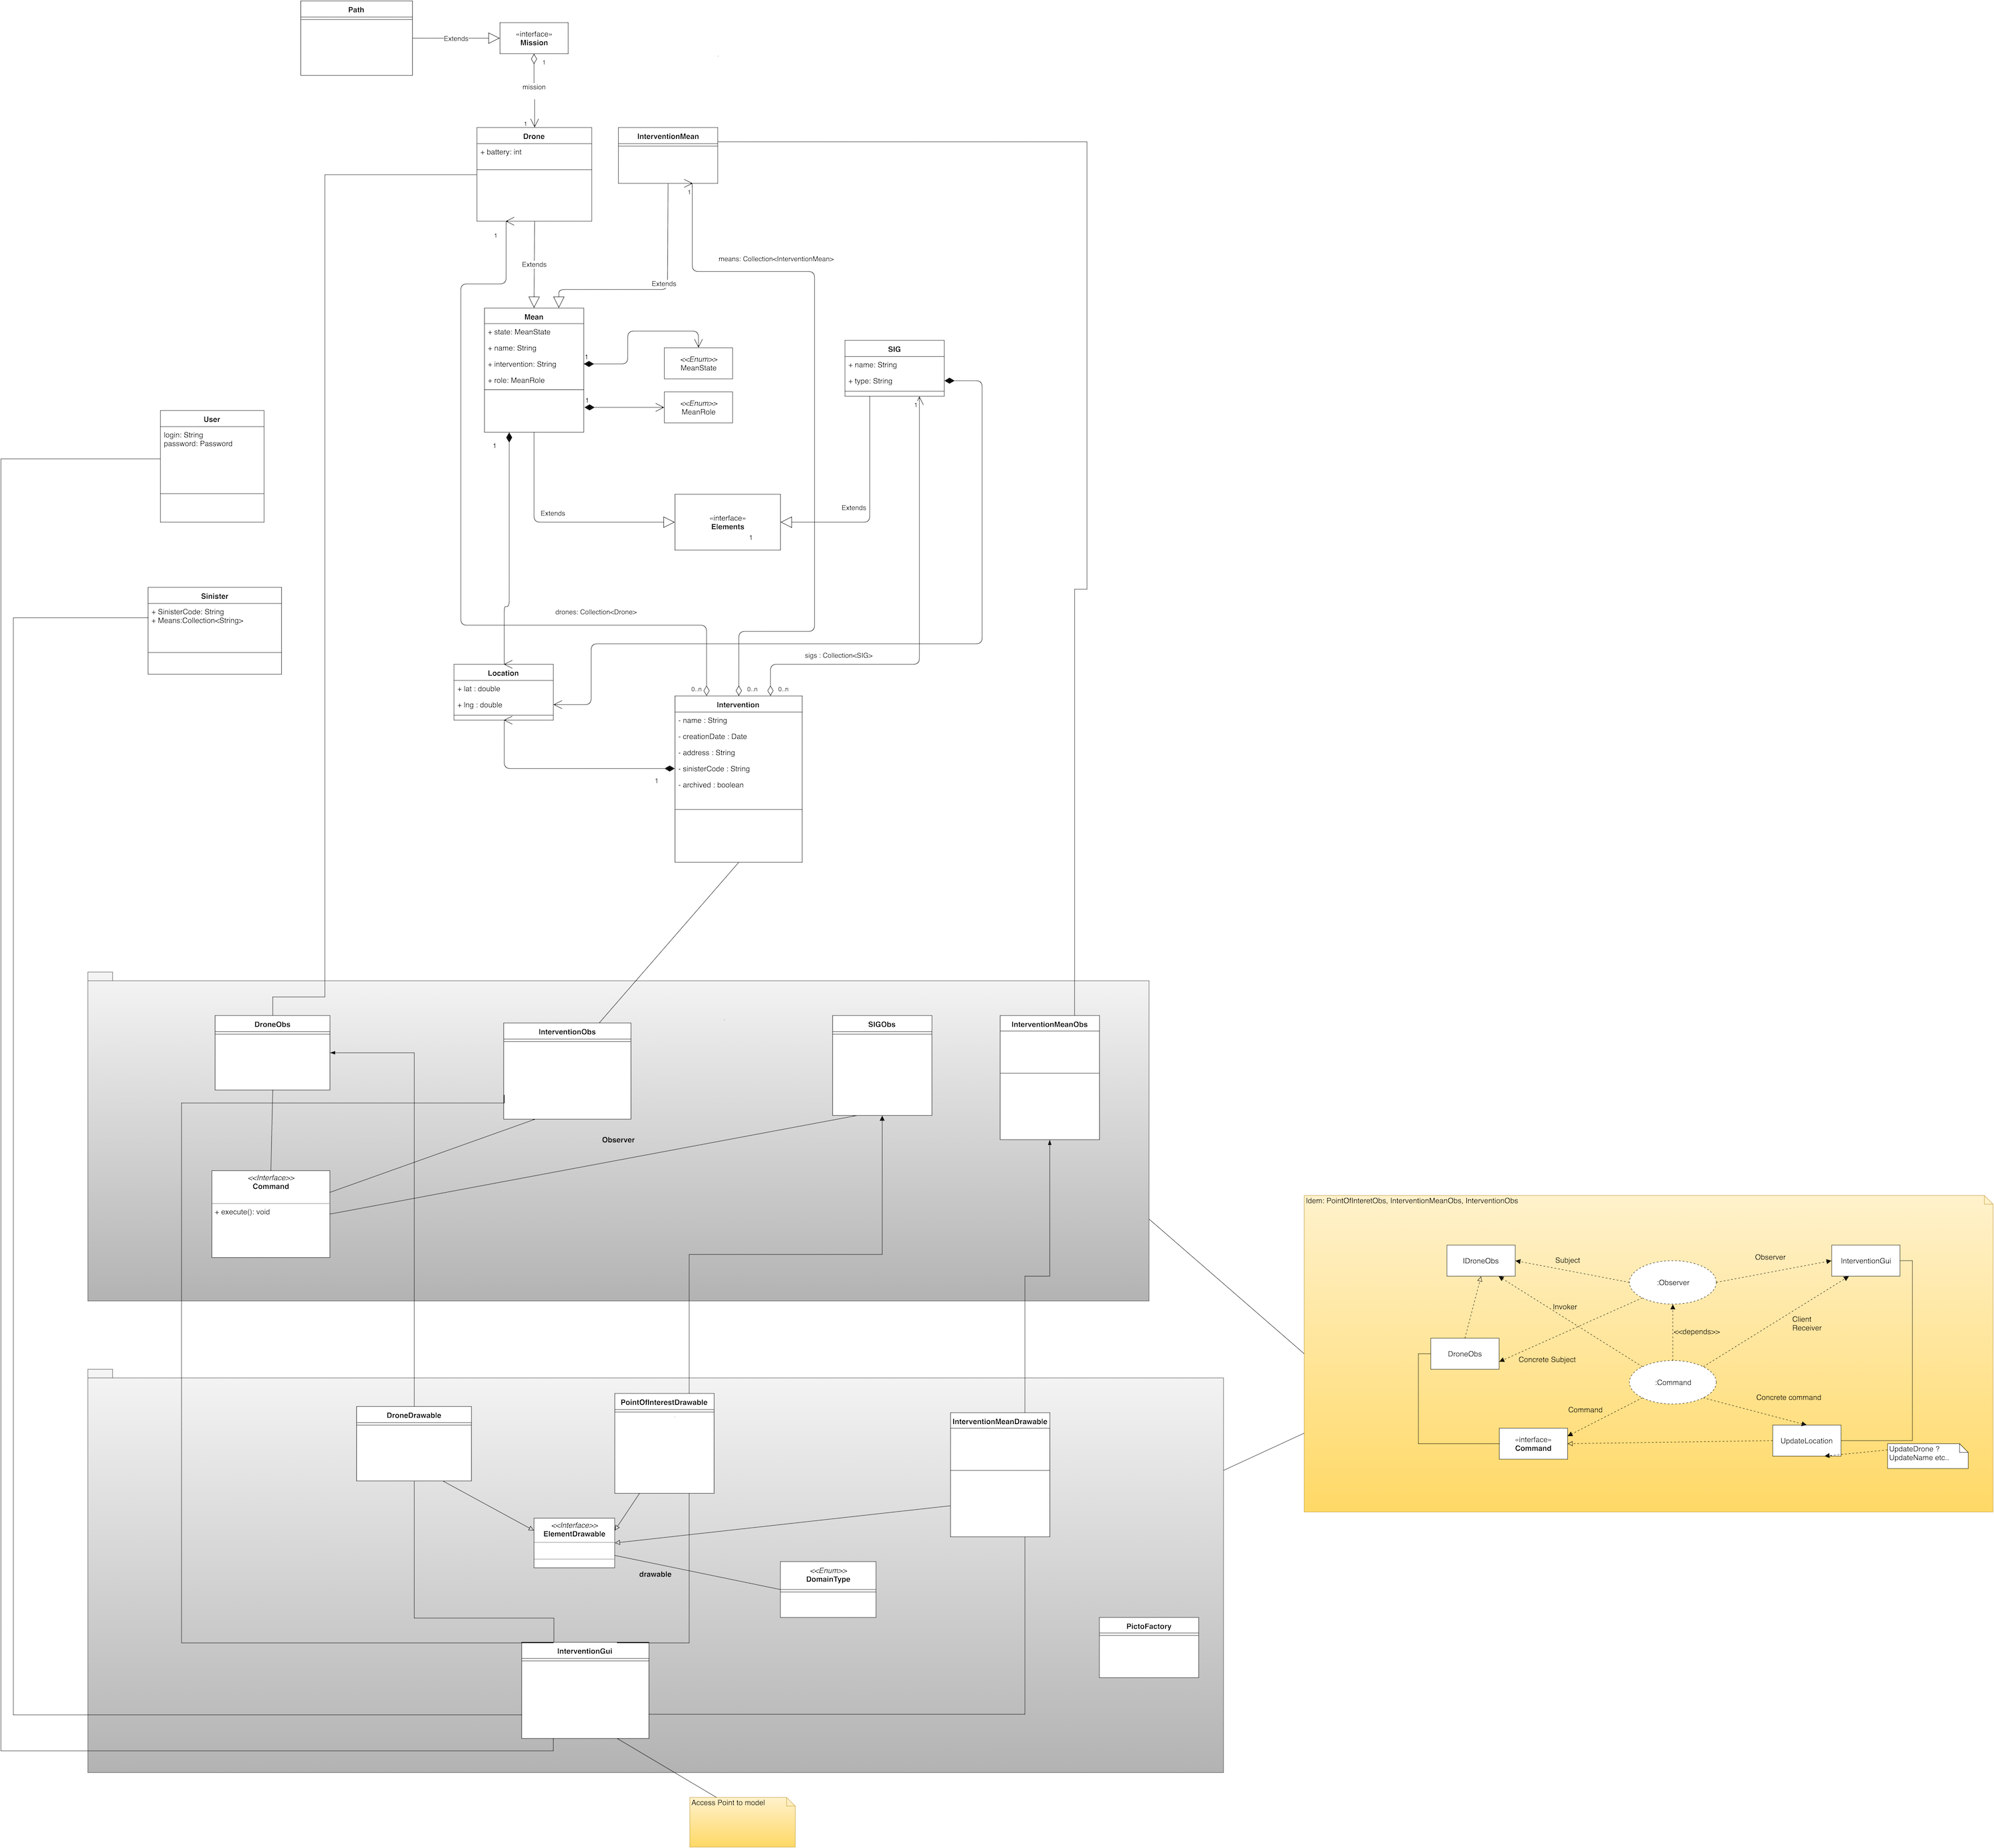 Path
Extends
«interface»
Mission
1
mission
1
Drone
+ battery: int
InterventionMean
1
1
means: Collection<InterventionMean>
Extends
Extends
Mean
+ state: MeanState
+ name: String
+ intervention: String
+ role: MeanRole
1
1
1
<<Enum>>
MeanState
<<Enum>>
MeanRole
SIG
+ name: String
+ type: String
1
User
login: String
password: Password
Extends
«interface»
Elements
1
Extends
Sinister
+ SinisterCode: String
+ Means:Collection<String>
drones: Collection<Drone>
sigs : Collection<SIG>
Location
+ lat : double
+ lng : double
0..n
0..n
0..n
Intervention
- name : String
- creationDate : Date
- address : String
- sinisterCode : String
- archived : boolean
1
DroneObs
InterventionObs
SIGObs
InterventionMeanObs
Observer
<<Interface>>
Command
+ execute(): void
Idem: PointOfInteretObs, InterventionMeanObs, InterventionObs
IDroneObs
Subject
:Observer
Observer
InterventionGui
Invoker
Client
Receiver
<<depends>>
DroneObs
Concrete Subject
:Command
Concrete command
Command
«interface»
Command
UpdateLocation
UpdateDrone ?
UpdateName etc..
DroneDrawable
PointOfInterestDrawable
InterventionMeanDrawable
<<Interface>>
ElementDrawable
drawable
<<Enum>>
DomainType
PictoFactory
InterventionGui
Access Point to model